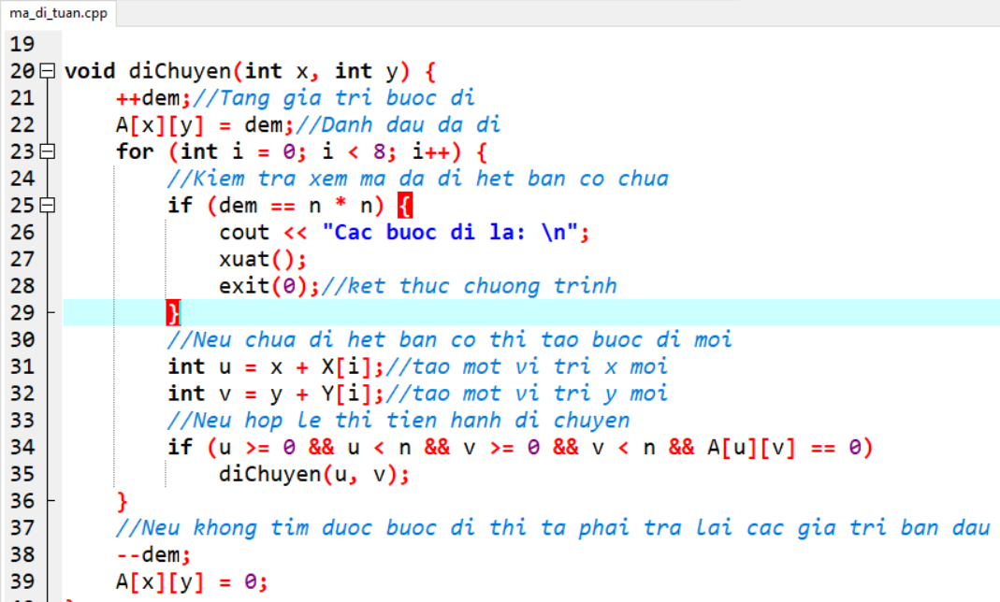 ma_di_tuan.cpp
19
20 void diChuyen(int x, int y) {
21 ++dem;//Tang gia tri buoc di
22 A[x][y] = dem;//Danh dau da di
23 for (int i = 0; i < 8; i++) {
24 //Kiem tra xem ma da di het ban co chua
25 if (dem == n * n) {
26 cout << "Cac buoc di la: \n";
27 xuat();
28 exit(0);//ket thuc chuong trinh
29 }
30 //Neu chua di het ban co thi tao buoc di moi
31 int u = x + X[i];//tao mot vi tri x moi
32 int v = y + Y[i];//tao mot vi tri y moi
33 //Neu hop le thi tien hanh di chuyen
34 if (u >= 0 && u < n && v >= 0 && v < n && A[u][v] == 0)
35 diChuyen(u, v);
36 }
37 //Neu khong tim duoc buoc di thi ta phai tra lai cac gia tri ban dau
38 --dem;
39 A[x][y] = 0;